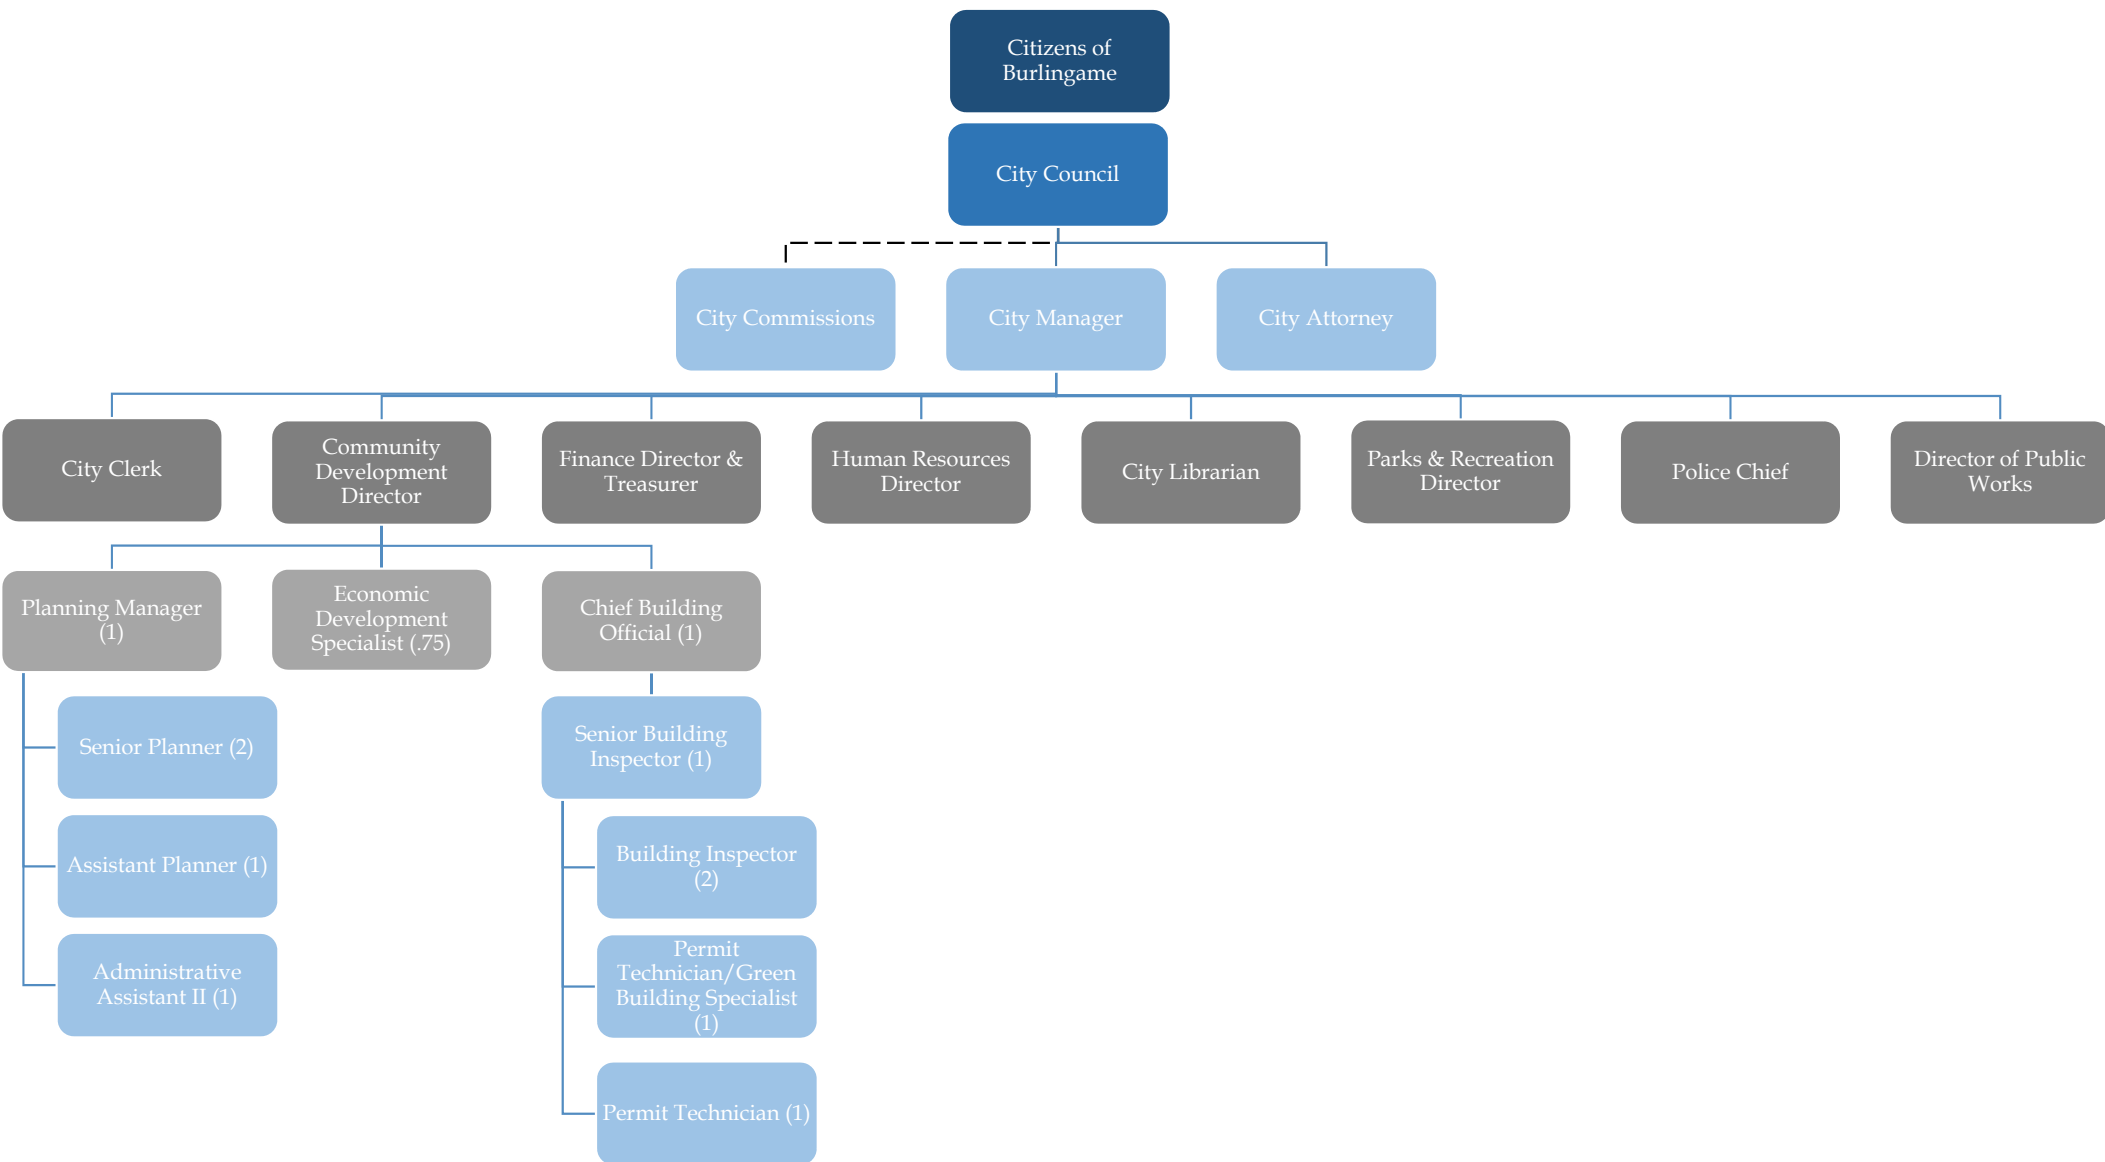 Citizens of
Burlingame
City Council
City Commissions
City Manager
City Attorney
City Clerk
Community
Development
Director
Finance Director &
Treasurer
Human Resources
Director
City Librarian
Parks & Recreation
Director
Police Chief
Director of Public
Works
Planning Manager
(1)
Economic
Development
Specialist (.75)
Chief Building
Official (1)
Senior Planner (2)
Assistant Planner (1)
Administrative
Assistant II (1)
Senior Building
Inspector (1)
Building Inspector
(2)
Permit
Technician/Green
Building Specialist
(1)
Permit Technician (1)